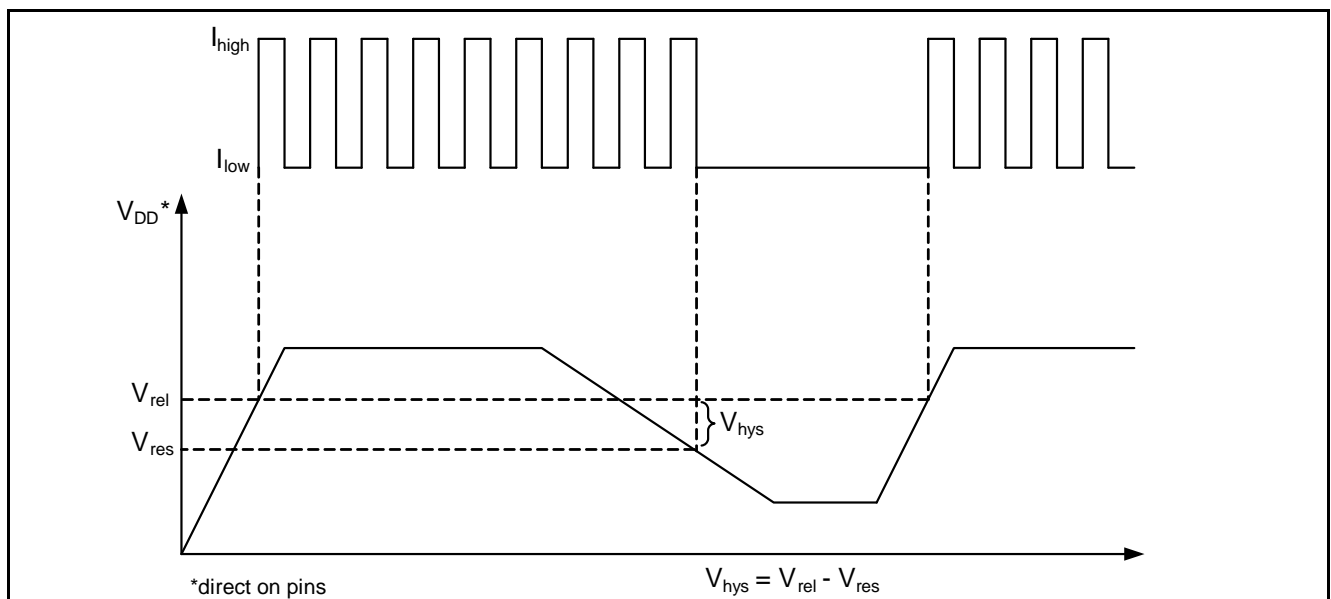 I_high
I_low
V_DD*
V_rel
V_hys
V_res
*direct on pins
V_hys = V_rel - V_res